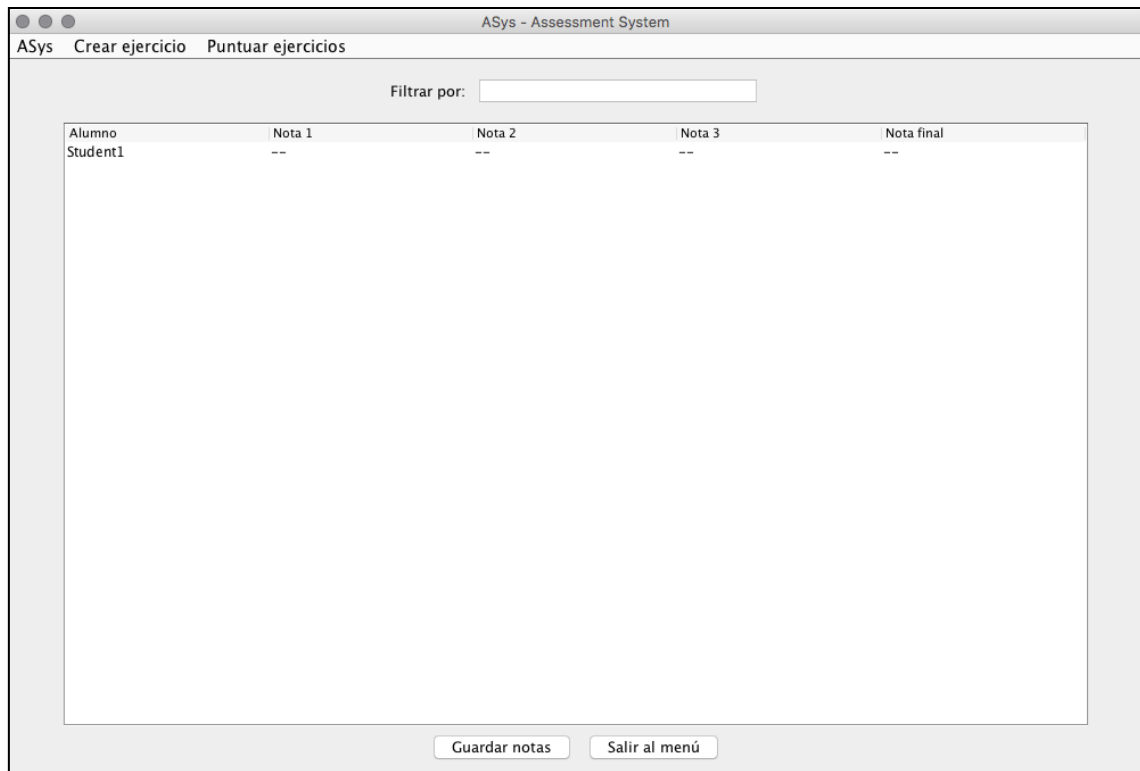 ASys - Assessment System
ASys Crear ejercicio Puntuar ejercicios
Filtrar por:
Alumno Nota 1 Nota 2 Nota 3 Nota final
Student1 -- -- -- --
Guardar notas Salir al menú